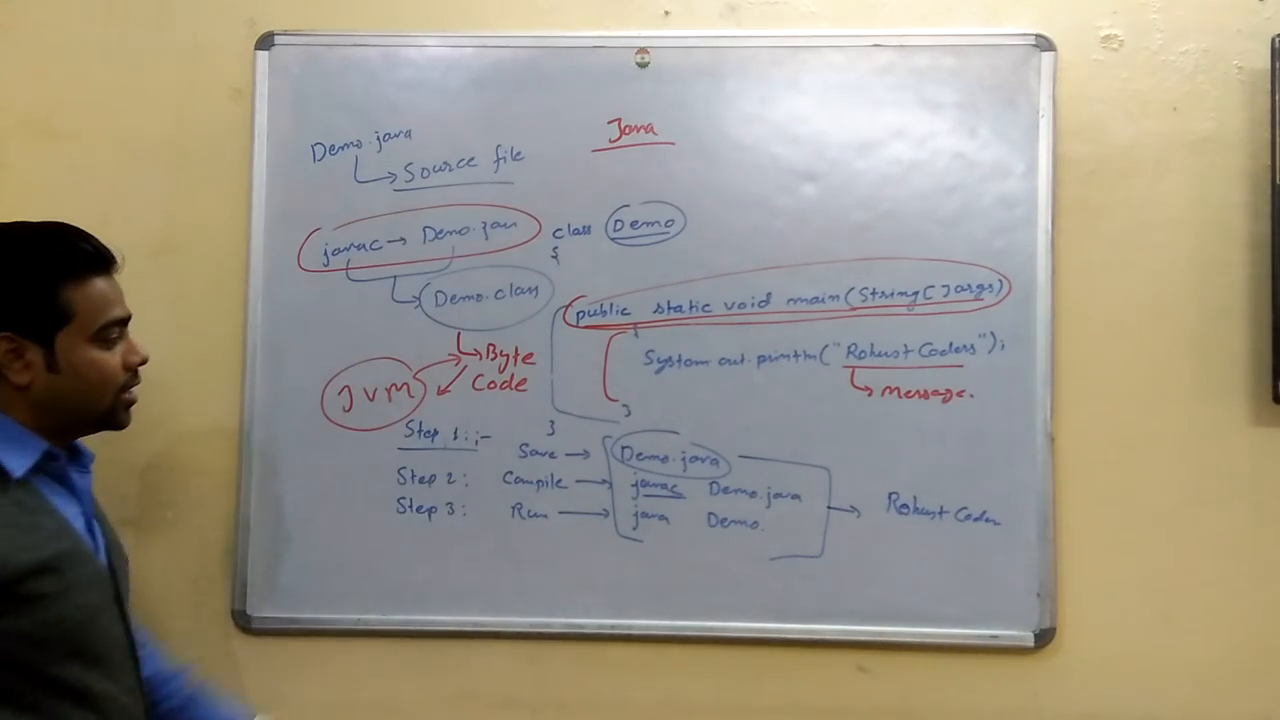 Java
Demo.java
Source file
javac → Demo.java
Demo.class
Byte
Code
JVM
class Demo
{
public static void main(String[] args)
{
System.out.println("Robust Coders");
message.
}
}
Step 1:;-
Save → Demo.java
Step 2: Compile → javac Demo.java
Step 3: Run → java Demo.
→ Robust Coder